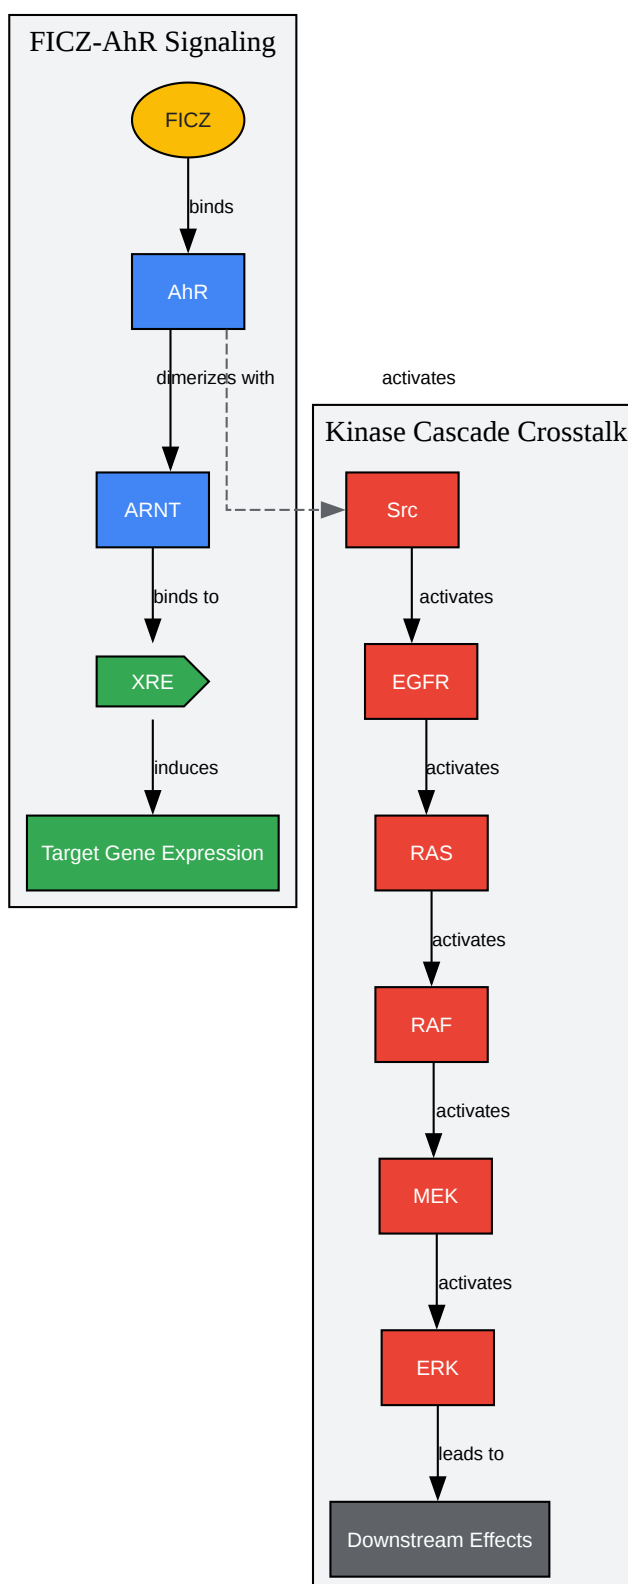 FICZ-AhR Signaling
FICZ
binds
AhR
dimerizes with
ARNT
binds to
XRE
induces
Target Gene Expression
activates
Kinase Cascade Crosstalk
Src
activates
EGFR
activates
RAS
activates
RAF
activates
MEK
activates
ERK
leads to
Downstream Effects